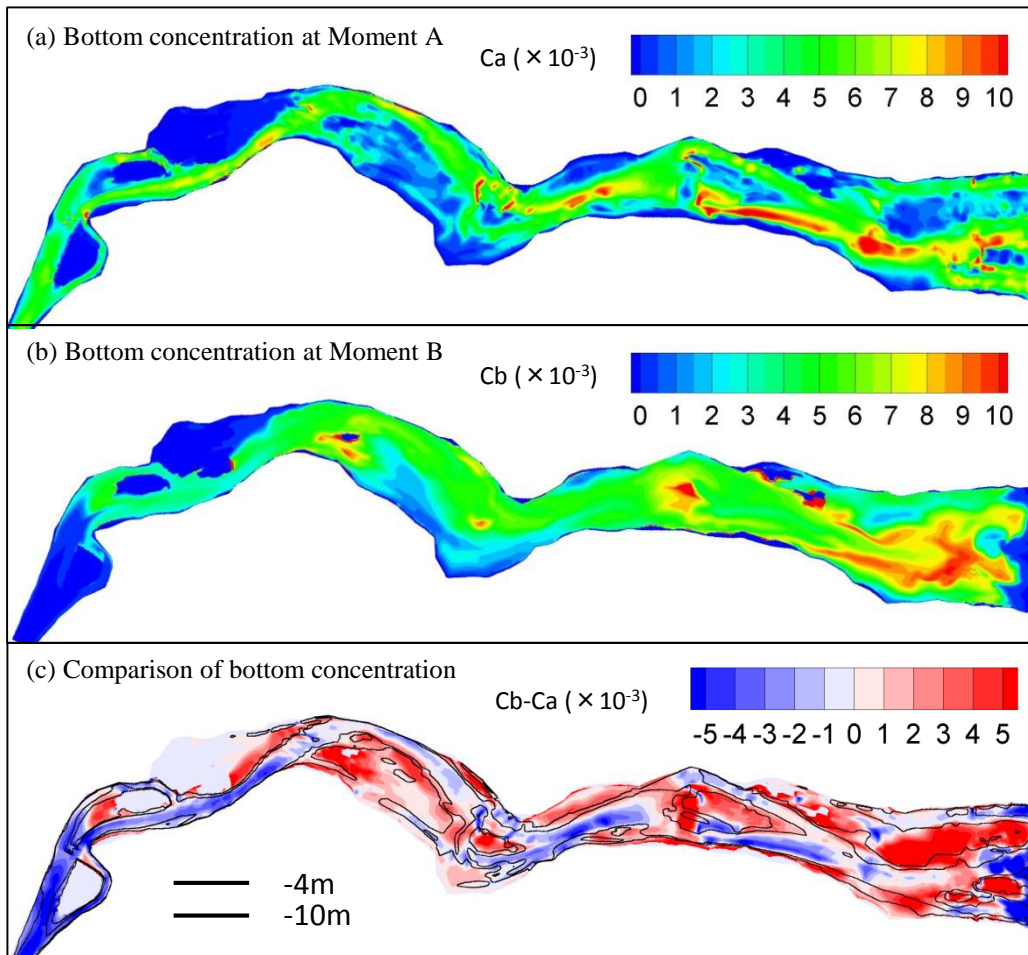 (a) Bottom concentration at Moment A
Ca ( × 10⁻³)
0 1 2 3 4 5 6 7 8 9 10
(b) Bottom concentration at Moment B
Cb ( × 10⁻³)
0 1 2 3 4 5 6 7 8 9 10
(c) Comparison of bottom concentration
Cb-Ca ( × 10⁻³)
-5 -4 -3 -2 -1 0 1 2 3 4 5
-4m
-10m